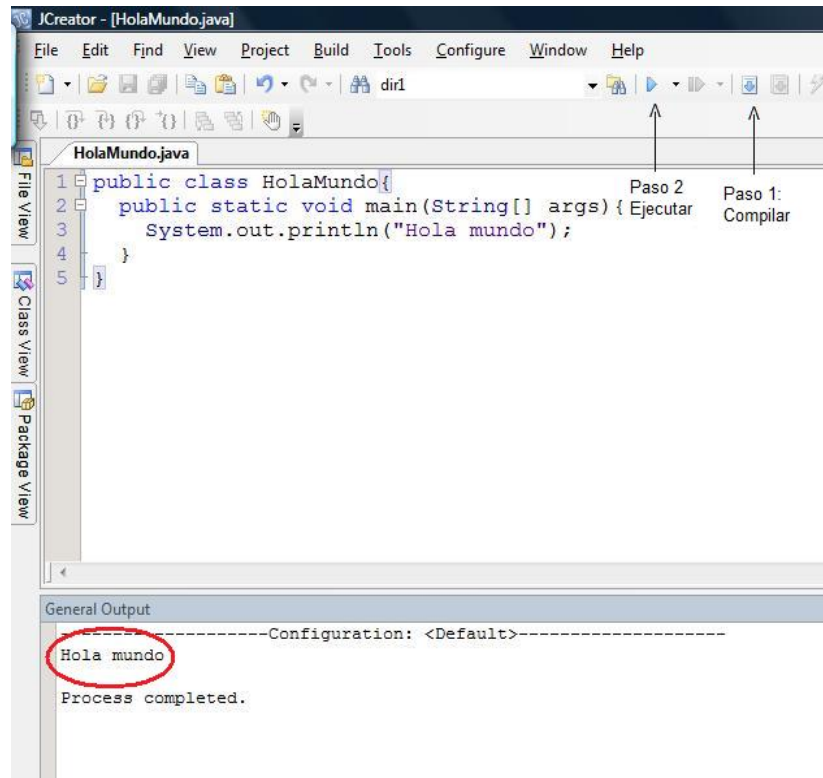 JCreator - [HolaMundo.java]
File Edit Find View Project Build Tools Configure Window Help
dir1
HolaMundo.java
File View
Class View
Package View
1 public class HolaMundo{
2 public static void main(String[] args){
3 System.out.println("Hola mundo");
4 }
5 }
Paso 2
Ejecutar
Paso 1:
Compilar
General Output
--------------------Configuration: <Default>--------------------
Hola mundo
Process completed.